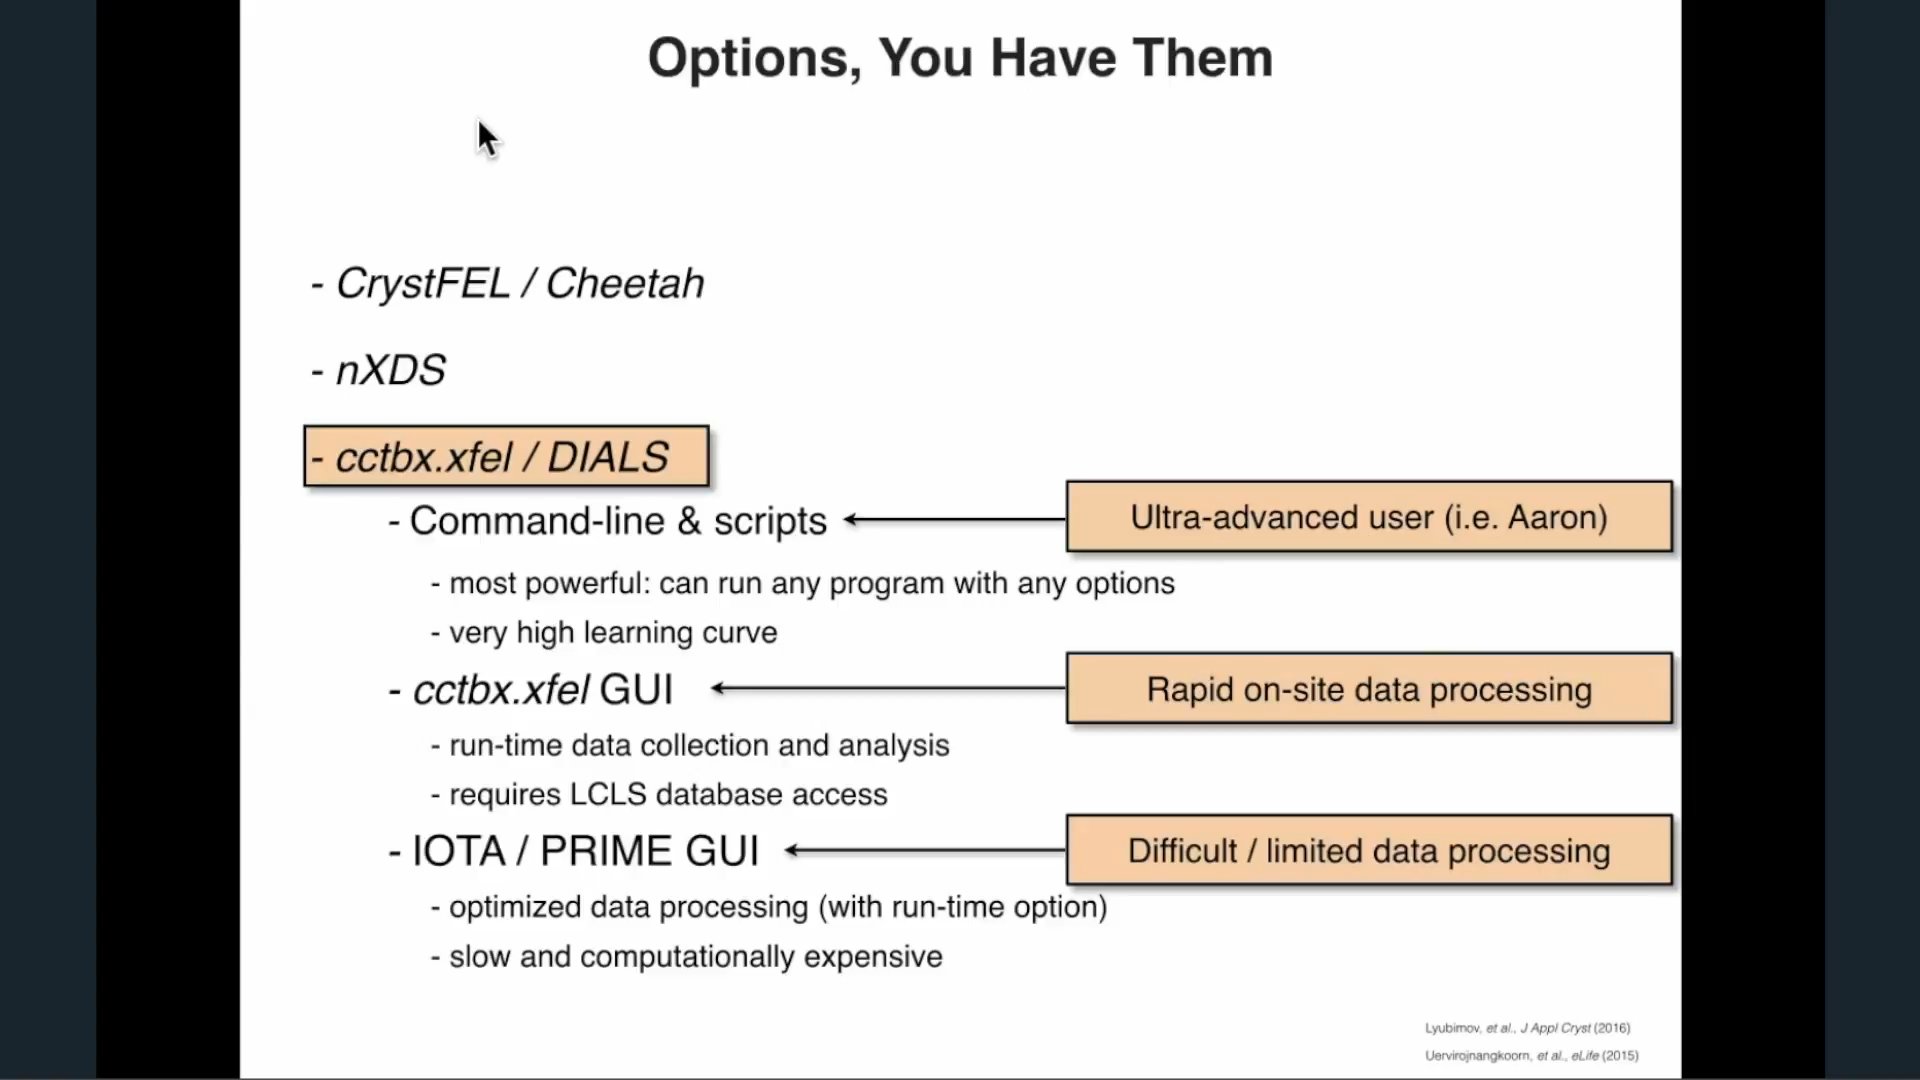 Options, You Have Them
- CrystFEL / Cheetah
- nXDS
- cctbx.xfel / DIALS
- Command-line & scripts
Ultra-advanced user (i.e. Aaron)
- most powerful: can run any program with any options
- very high learning curve
- cctbx.xfel GUI
Rapid on-site data processing
- run-time data collection and analysis
- requires LCLS database access
- IOTA / PRIME GUI
Difficult / limited data processing
- optimized data processing (with run-time option)
- slow and computationally expensive
Lyubimov, et al., J Appl Cryst (2016)
Uervirojnangkoorn, et al., eLife (2015)